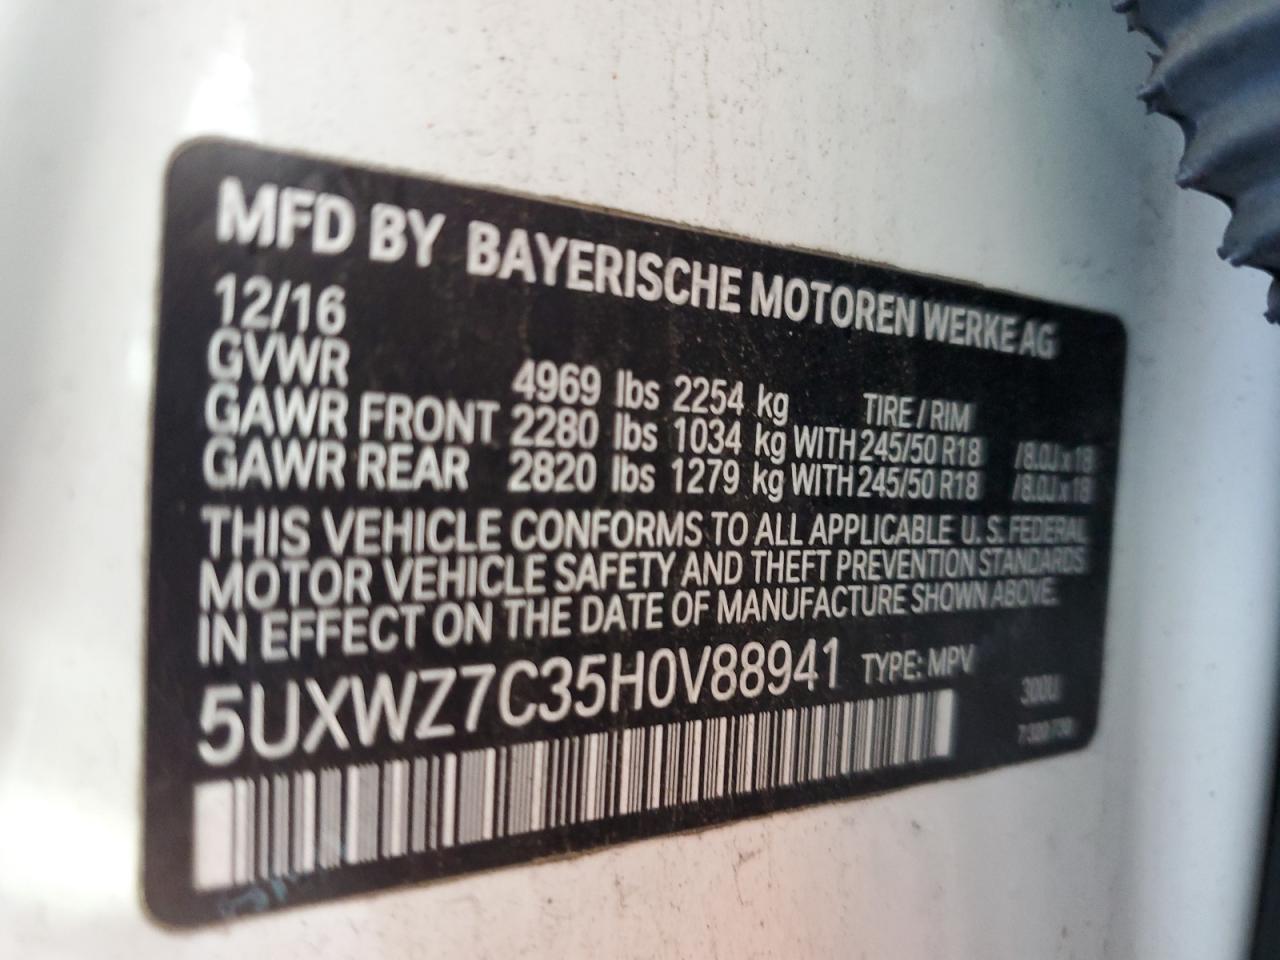 MFD BY BAYERISCHE MOTOREN WERKE AG
12/16
GVWR 4969 lbs 2254 kg TIRE / RIM
GAWR FRONT 2280 lbs 1034 kg WITH 245/50 R18 /8.0J x 18
GAWR REAR 2820 lbs 1279 kg WITH 245/50 R18 /8.0J x 18
THIS VEHICLE CONFORMS TO ALL APPLICABLE U. S. FEDERAL
MOTOR VEHICLE SAFETY AND THEFT PREVENTION STANDARDS
IN EFFECT ON THE DATE OF MANUFACTURE SHOWN ABOVE.
5UXWZ7C35H0V88941 TYPE: MPV